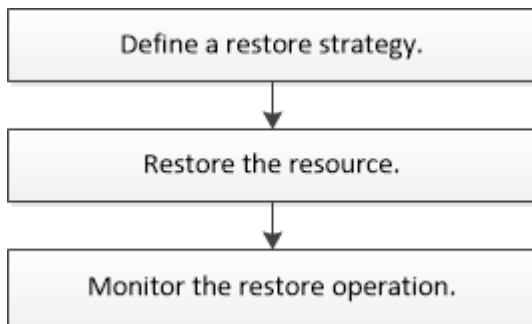 Define a restore strategy.
Restore the resource.
Monitor the restore operation.